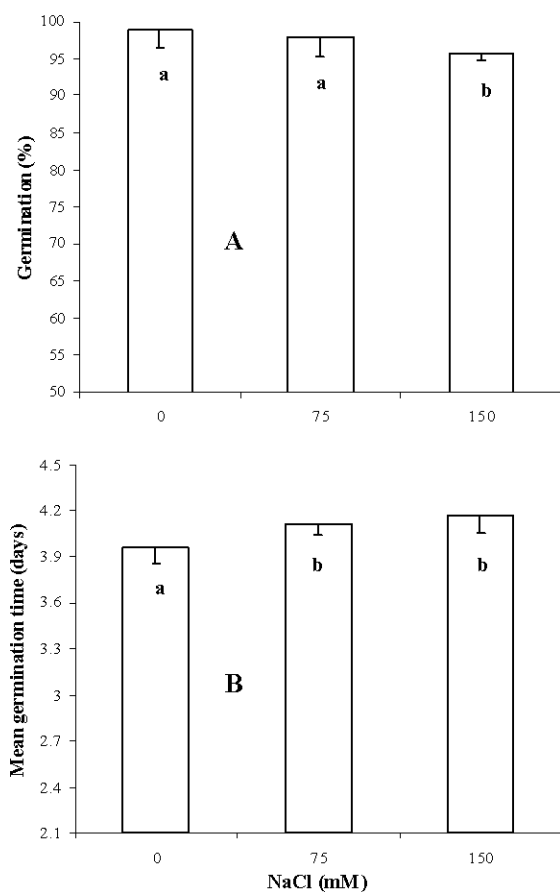 100
95
90
85
80
75
70
65
60
55
50
Germination (%)
a
a
b
A
0
75
150
4.5
4.2
3.9
3.6
3.3
3
2.7
2.4
2.1
Mean germination time (days)
a
b
b
B
0
75
150
NaCl (mM)